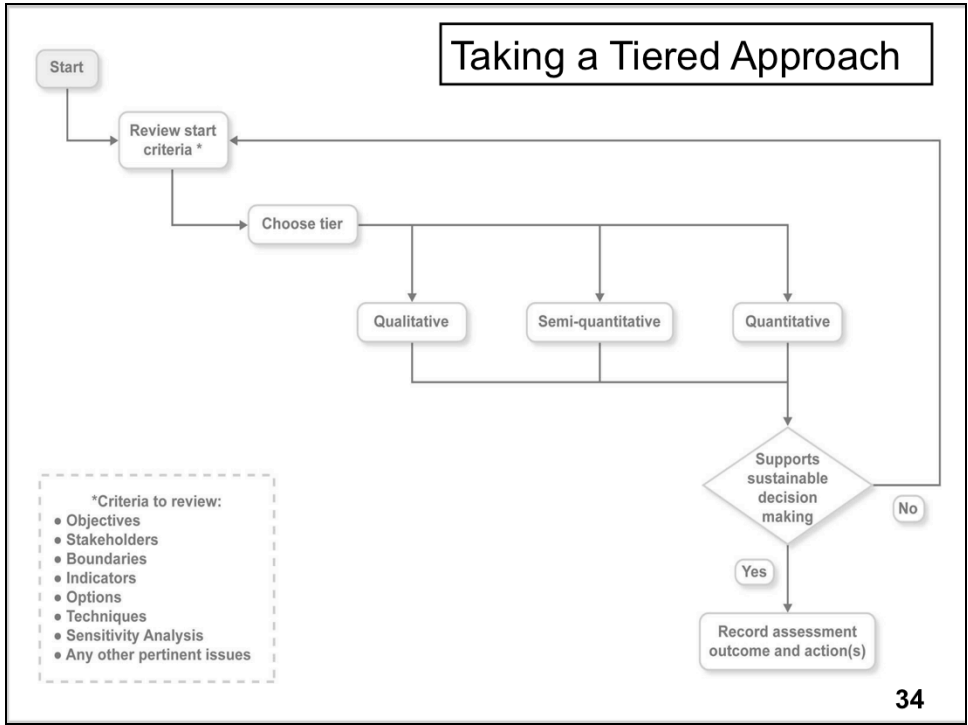 Taking a Tiered Approach
Start
Review start
criteria *
Choose tier
Qualitative
Semi-quantitative
Quantitative
Supports
sustainable
decision
making
No
Yes
Record assessment
outcome and action(s)
*Criteria to review:
● Objectives
● Stakeholders
● Boundaries
● Indicators
● Options
● Techniques
● Sensitivity Analysis
● Any other pertinent issues
34